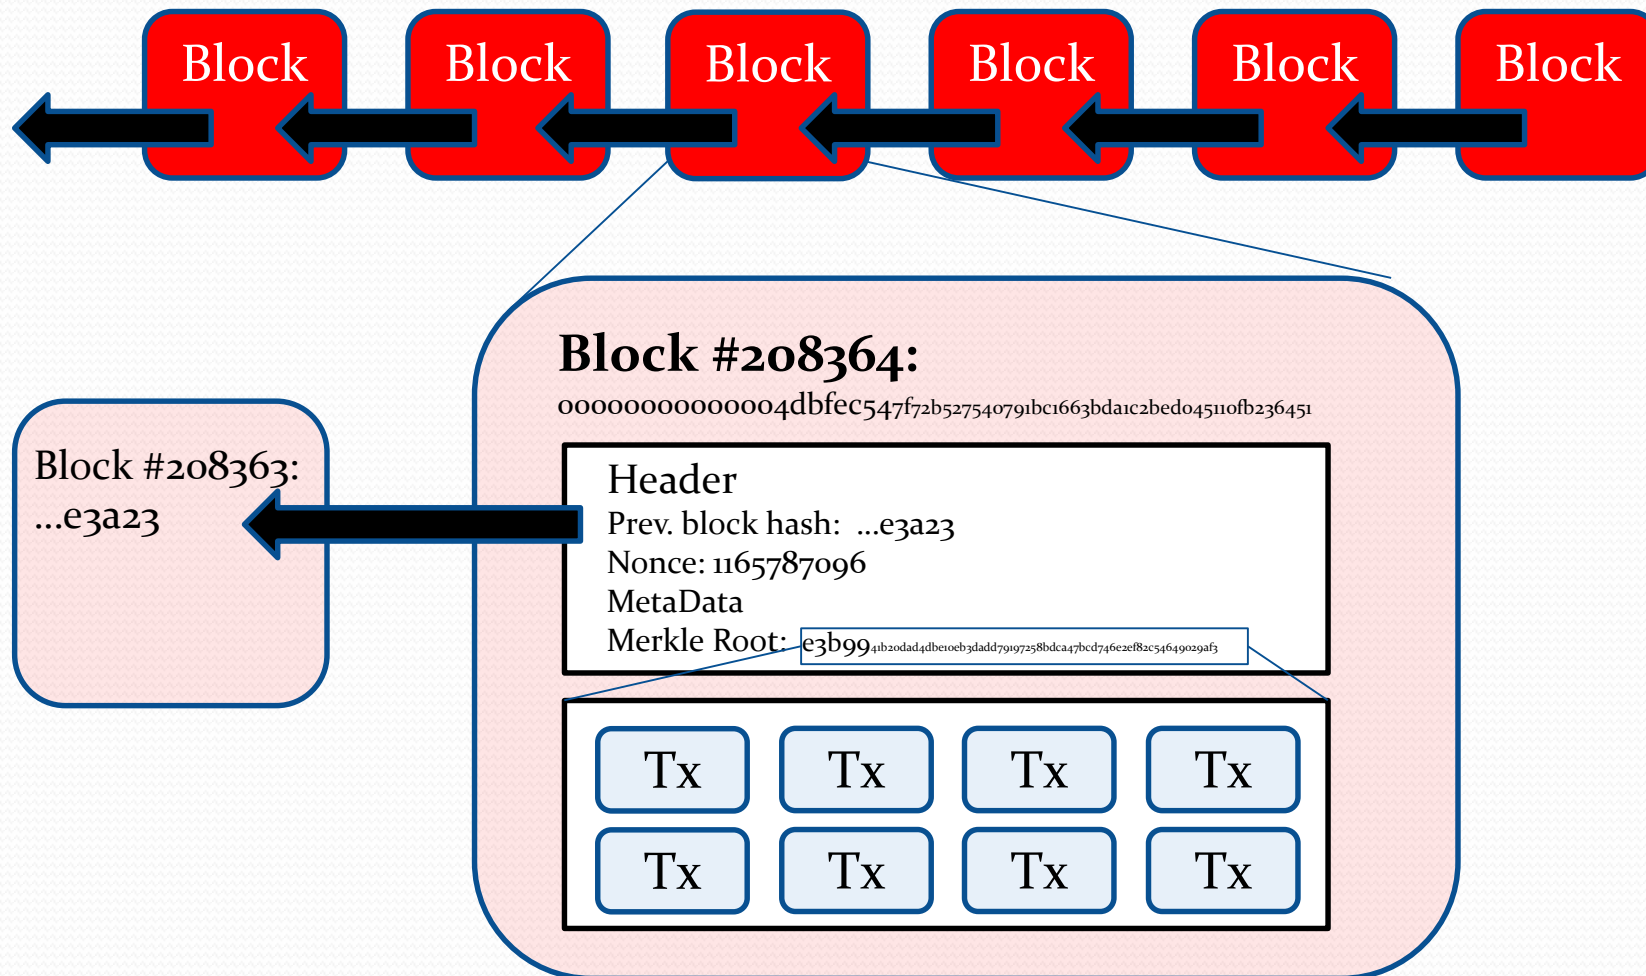 Block Block Block Block Block Block
Block #208364:
00000000000004dbfec547f72b527540791bc1663bda1c2bed045110fb236451
Block #208363:
...e3a23
Header
Prev. block hash: ...e3a23
Nonce: 1165787096
MetaData
Merkle Root: e3b9941b20dad4dbe10eb3dadd79197258bdca47bcd746e2ef82c54649029af3
Tx Tx Tx Tx
Tx Tx Tx Tx